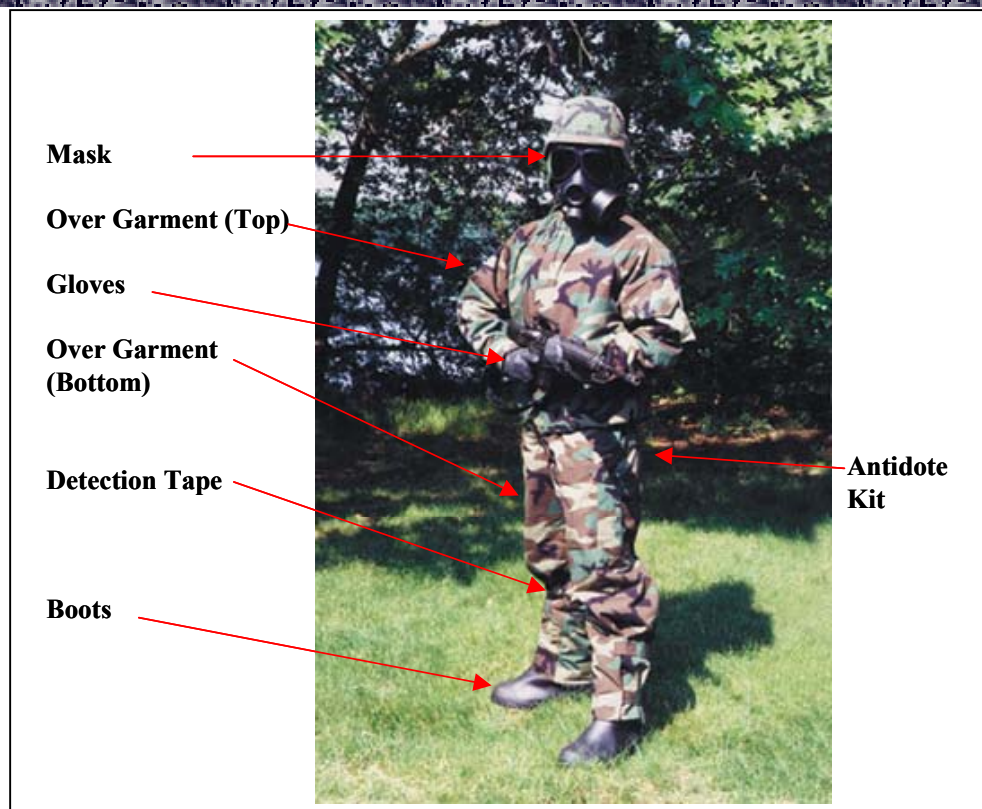 Mask
Over Garment (Top)
Gloves
Over Garment
(Bottom)
Detection Tape
Antidote
Kit
Boots